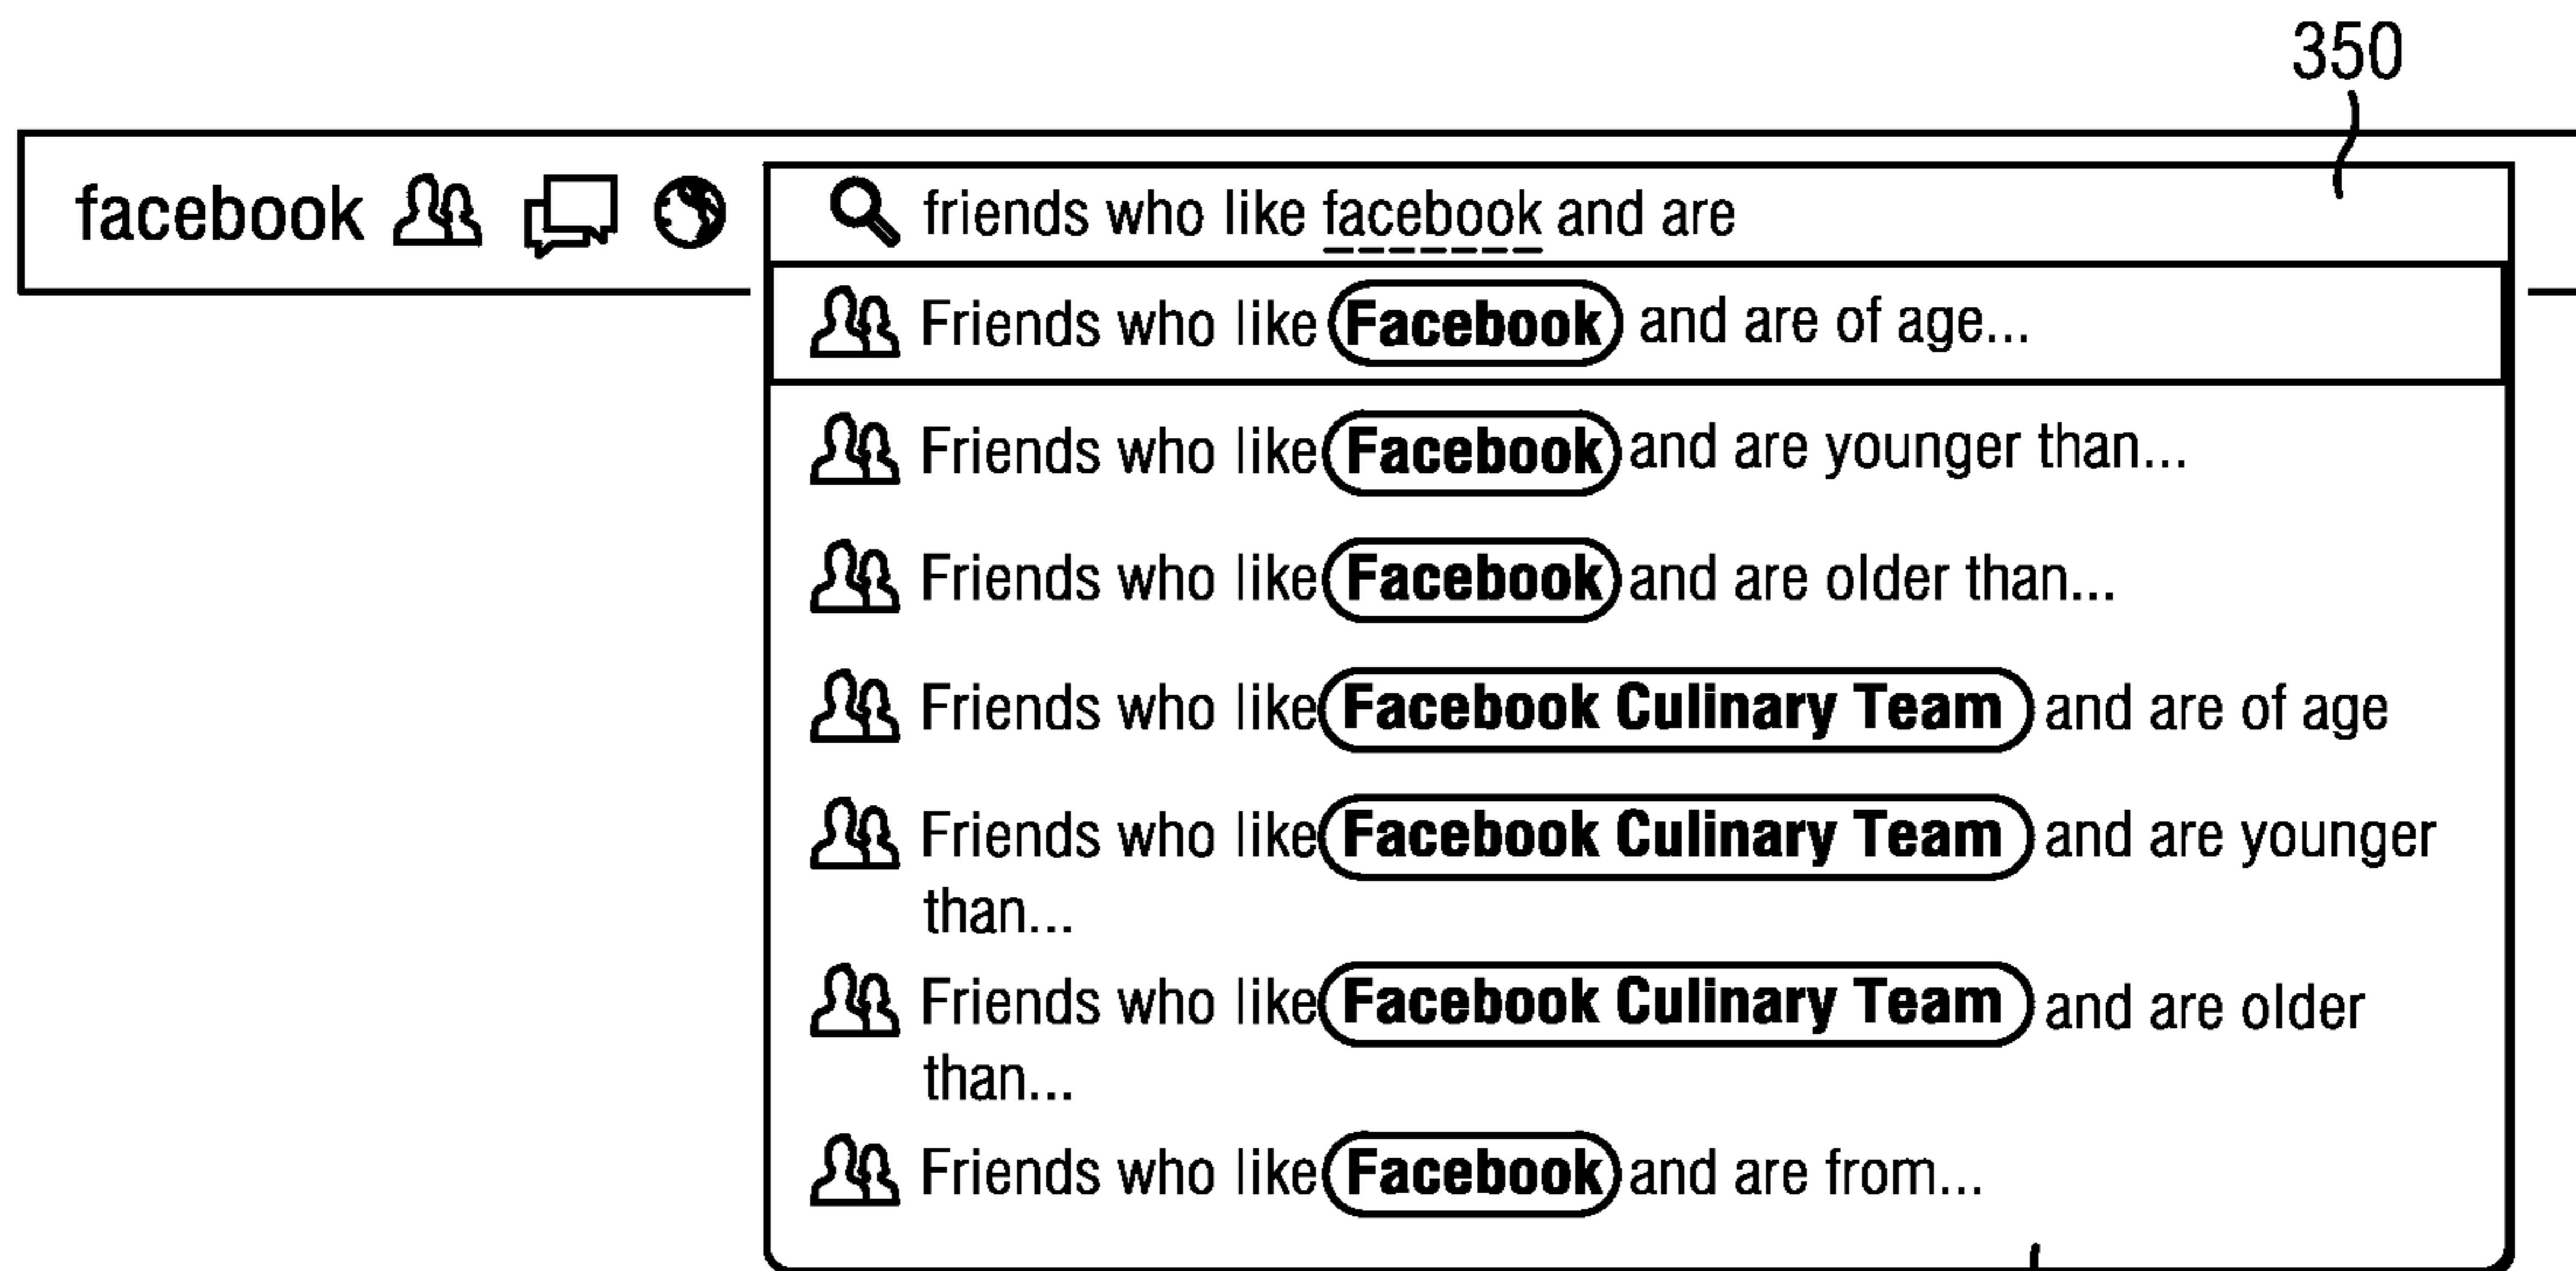 350
facebook
friends who like facebook and are
Friends who like Facebook and are of age...
Friends who like Facebook and are younger than...
Friends who like Facebook and are older than...
Friends who like Facebook Culinary Team and are of age
Friends who like Facebook Culinary Team and are younger
than...
Friends who like Facebook Culinary Team and are older
than...
Friends who like Facebook and are from...